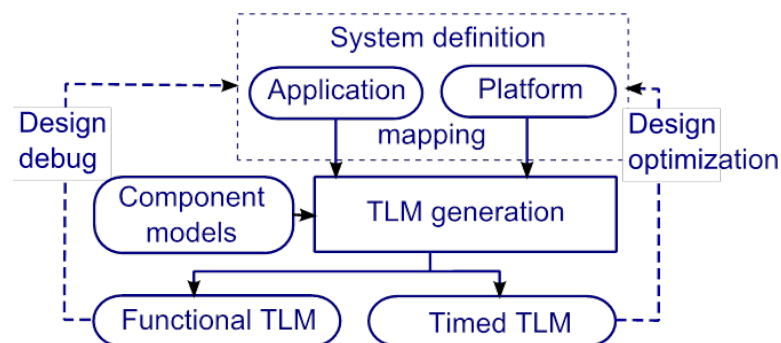 System definition
Application
Platform
mapping
Design
debug
Design
optimization
Component
models
TLM generation
Functional TLM
Timed TLM